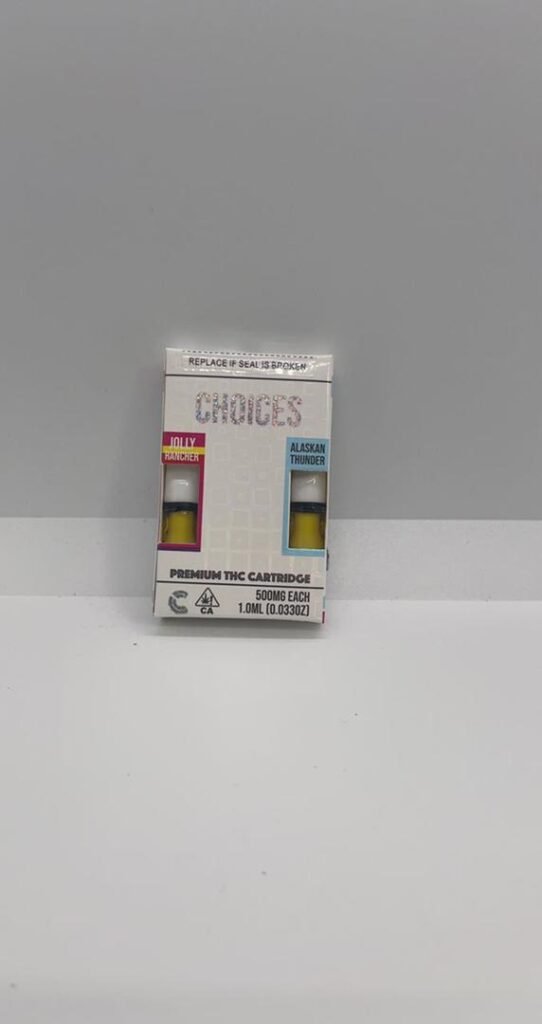 REPLACE IF SEAL IS BROKEN
CHOICES
JOLLY
RANCHER
ALASKAN
THUNDER
PREMIUM THC CARTRIDGE
CA
500MG EACH
1.0ML (0.033OZ)